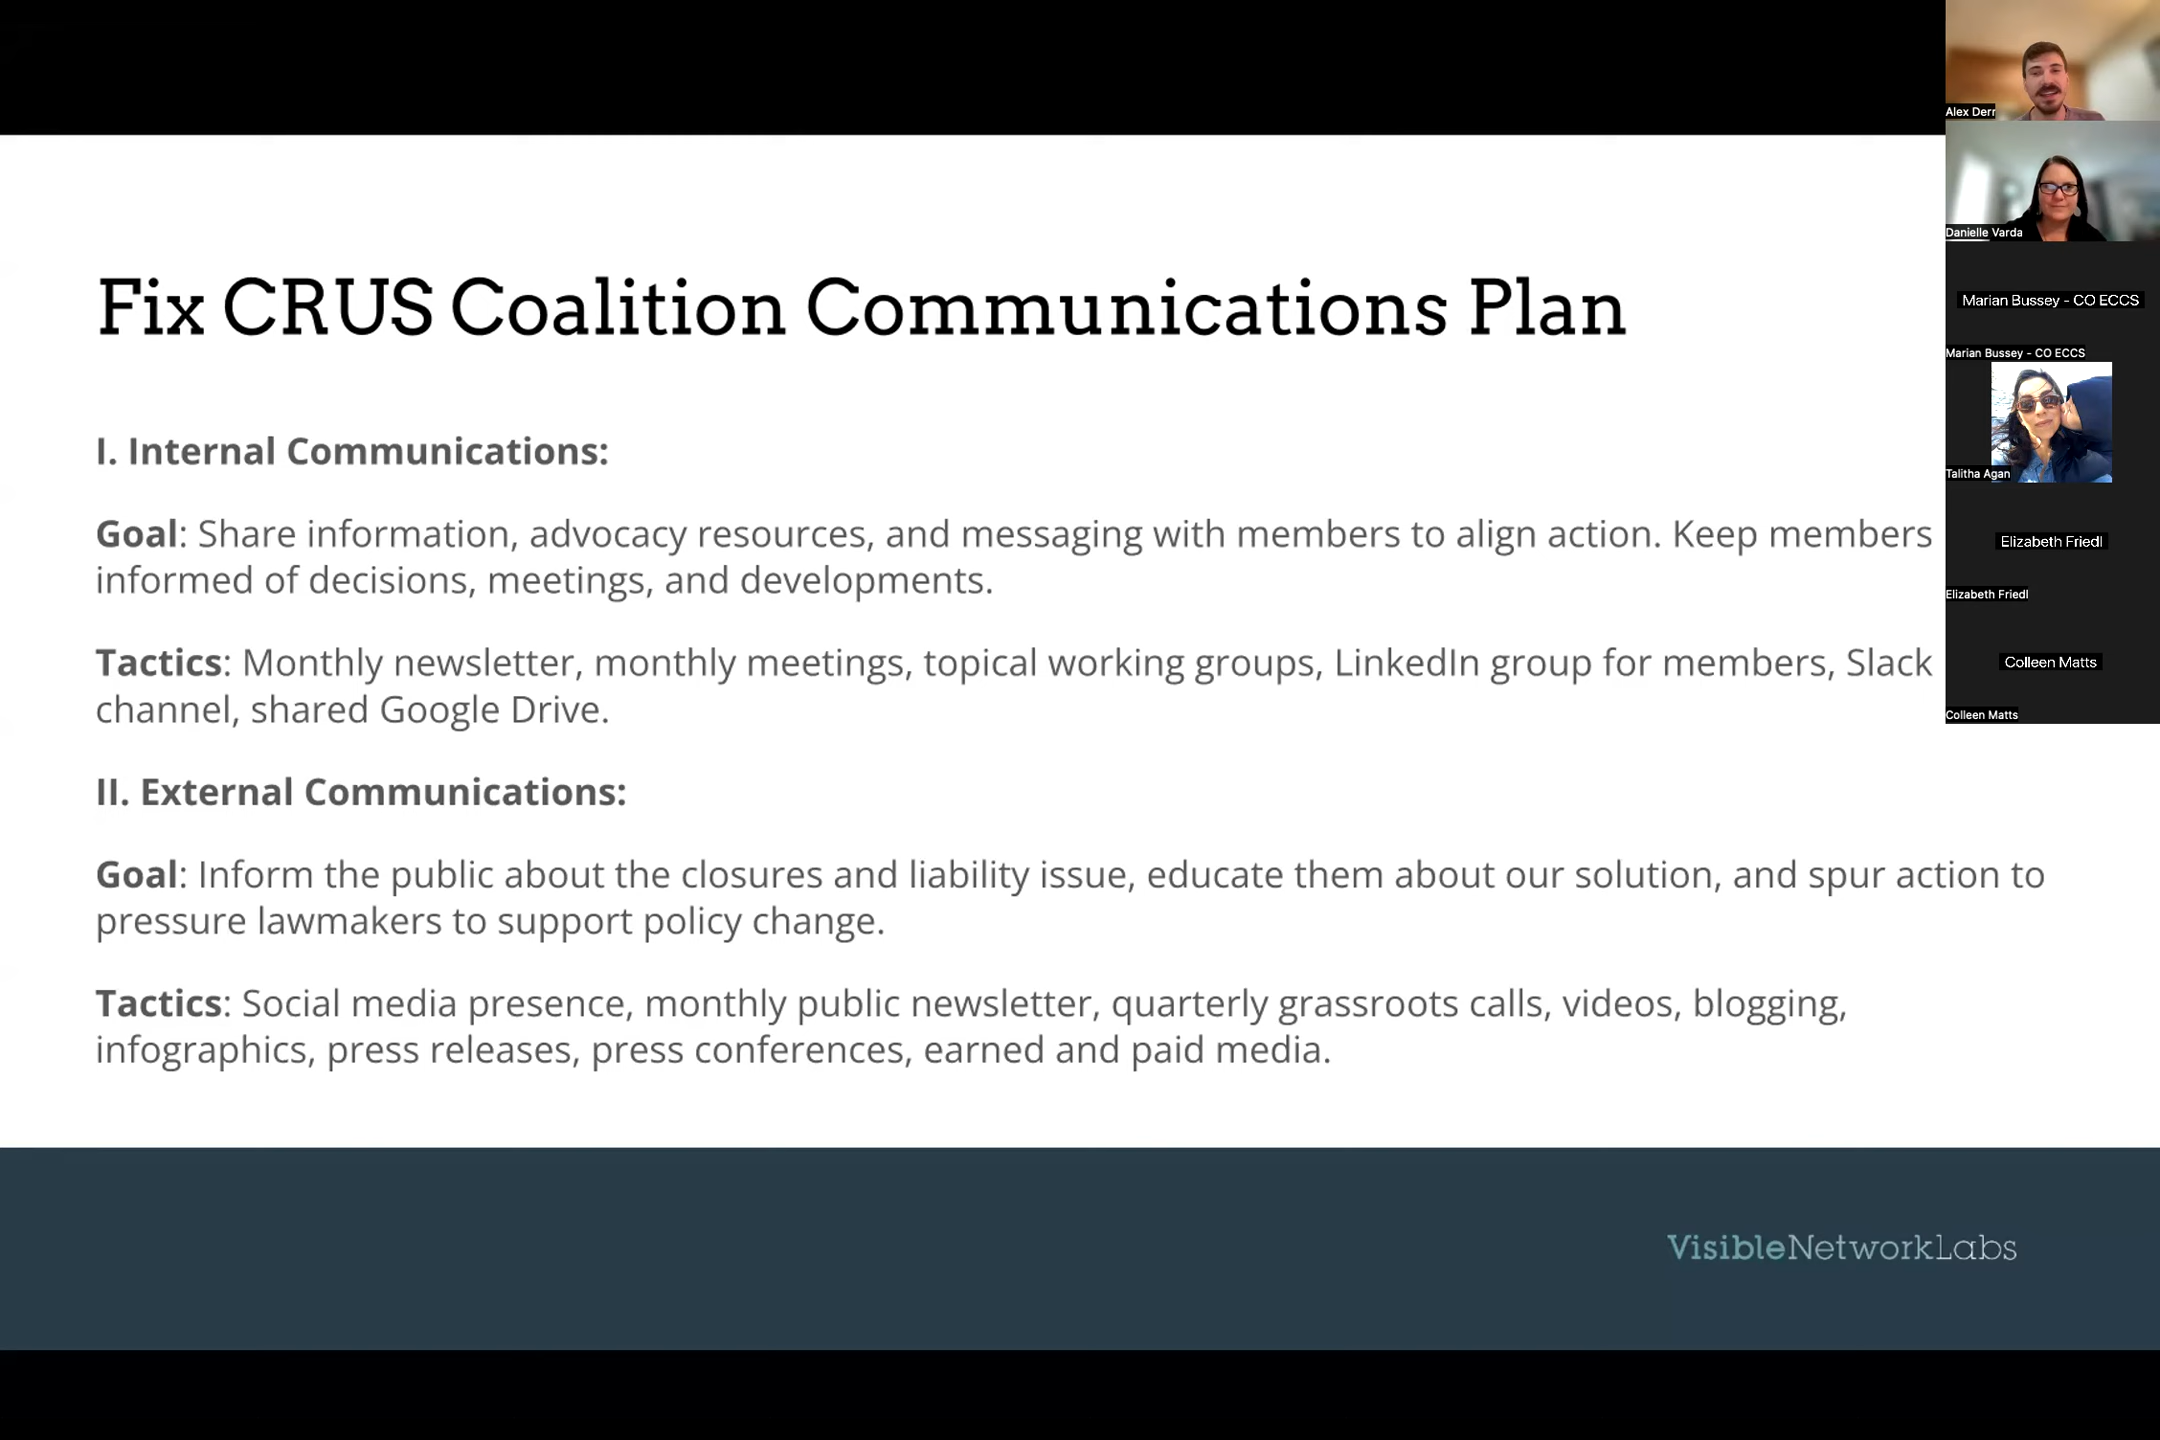 Fix CRUS Coalition Communications Plan
I. Internal Communications:
Goal: Share information, advocacy resources, and messaging with members to align action. Keep members
informed of decisions, meetings, and developments.
Tactics: Monthly newsletter, monthly meetings, topical working groups, LinkedIn group for members, Slack
channel, shared Google Drive.
II. External Communications:
Goal: Inform the public about the closures and liability issue, educate them about our solution, and spur action to
pressure lawmakers to support policy change.
Tactics: Social media presence, monthly public newsletter, quarterly grassroots calls, videos, blogging,
infographics, press releases, press conferences, earned and paid media.
VisibleNetworkLabs
Alex Derr
Danielle Varda
Marian Bussey - CO ECCS
Marian Bussey - CO ECCS
Talitha Agan
Elizabeth Friedl
Elizabeth Friedl
Colleen Matts
Colleen Matts